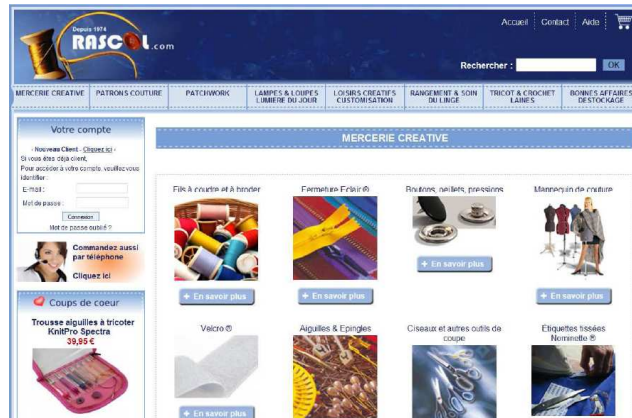 Accueil Contact Aide
Depuis 1974
RASCOL.com
Rechercher : OK
MERCERIE CREATIVE
PATRONS COUTURE
PATCHWORK
LAMPES & LOUPES
LUMIERE DU JOUR
LOISIRS CREATIFS
CUSTOMISATION
RANGEMENT & SOIN
DU LINGE
TRICOT & CROCHET
LAINES
BONNES AFFAIRES
DESTOCKAGE
Votre compte
- Nouveau Client - Cliquez ici -
Si vous êtes déjà client,
Pour accéder à votre compte, veuillez vous
identifier :
E-mail :
Mot de passe :
Connexion
Mot de passe oublié ?
Commandez aussi
par téléphone
Cliquez ici
Coups de coeur
Trousse aiguilles à tricoter
KnitPro Spectra
39,95 €
MERCERIE CREATIVE
Fils à coudre et à broder
Fermeture Eclair ®
Boutons, oeillets, pressions
Mannequin de couture
+ En savoir plus
+ En savoir plus
+ En savoir plus
+ En savoir plus
Velcro ®
Aiguilles & Epingles
Ciseaux et autres outils de
coupe
Etiquettes tissées
Nominette ®
+ En savoir plus